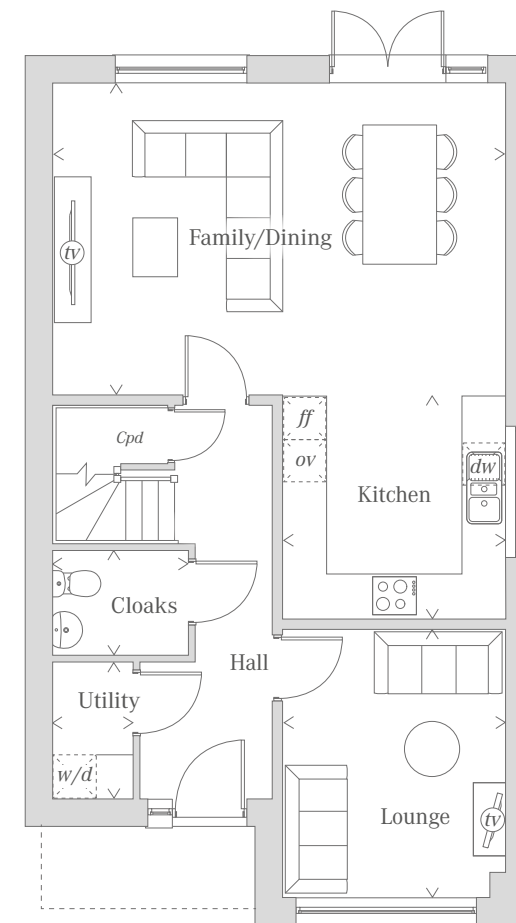 Family/Dining
tv
ff
Cpd
ov
dw
Kitchen
Cloaks
Hall
Utility
w/d
Lounge
tv